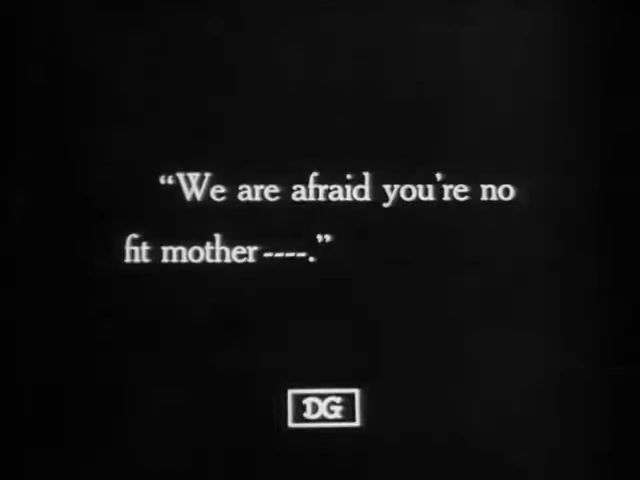 “We are afraid you're no
fit mother----.”
DG